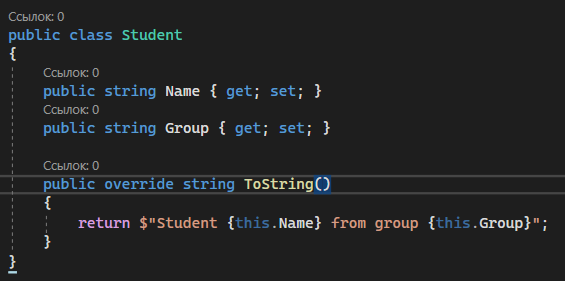 Ссылок: 0
public class Student
{
Ссылок: 0
public string Name { get; set; }
Ссылок: 0
public string Group { get; set; }
Ссылок: 0
public override string ToString()
{
return $"Student {this.Name} from group {this.Group}";
}
}